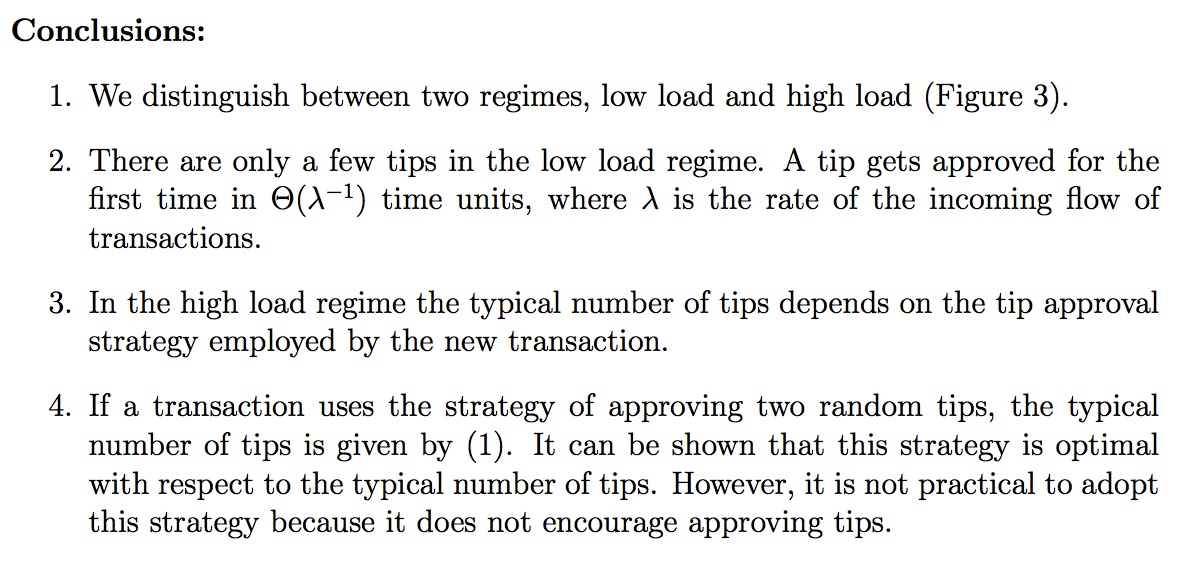 Conclusions:
1. We distinguish between two regimes, low load and high load (Figure 3).
2. There are only a few tips in the low load regime. A tip gets approved for the
first time in Θ(λ⁻¹) time units, where λ is the rate of the incoming flow of
transactions.
3. In the high load regime the typical number of tips depends on the tip approval
strategy employed by the new transaction.
4. If a transaction uses the strategy of approving two random tips, the typical
number of tips is given by (1). It can be shown that this strategy is optimal
with respect to the typical number of tips. However, it is not practical to adopt
this strategy because it does not encourage approving tips.